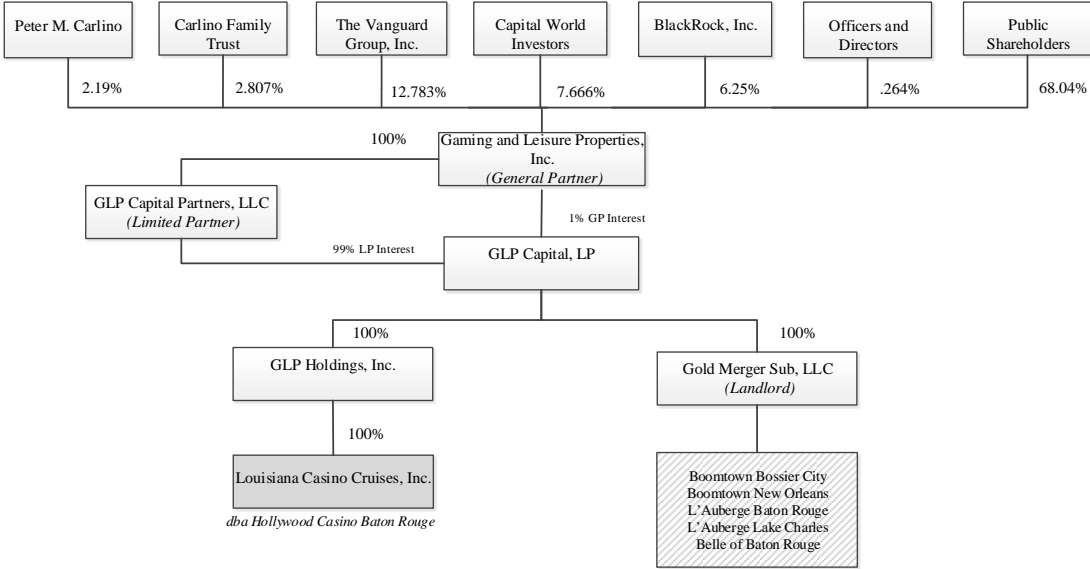 Peter M. Carlino
Carlino Family
Trust
The Vanguard
Group, Inc.
Capital World
Investors
BlackRock, Inc.
Officers and
Directors
Public
Shareholders
2.19%
2.807%
12.783%
7.666%
6.25%
.264%
68.04%
100%
Gaming and Leisure Properties,
Inc.
(General Partner)
GLP Capital Partners, LLC
(Limited Partner)
1% GP Interest
99% LP Interest
GLP Capital, LP
100%
100%
GLP Holdings, Inc.
Gold Merger Sub, LLC
(Landlord)
100%
Louisiana Casino Cruises, Inc.
dba Hollywood Casino Baton Rouge
Boomtown Bossier City
Boomtown New Orleans
L’Auberge Baton Rouge
L’Auberge Lake Charles
Belle of Baton Rouge